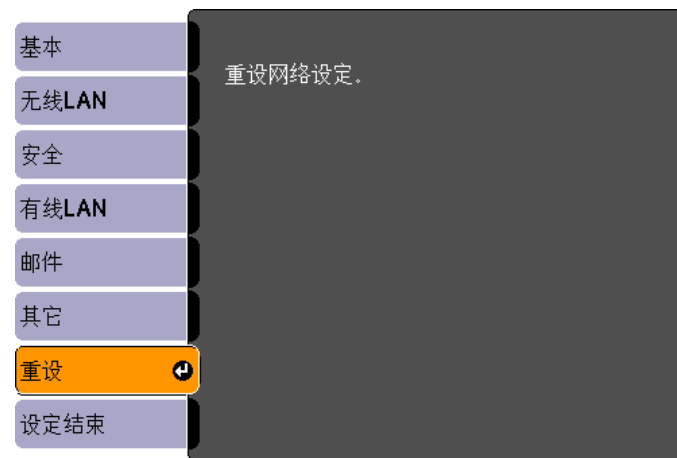 基本
无线LAN
安全
有线LAN
邮件
其它
重设
设定结束
重设网络设定。